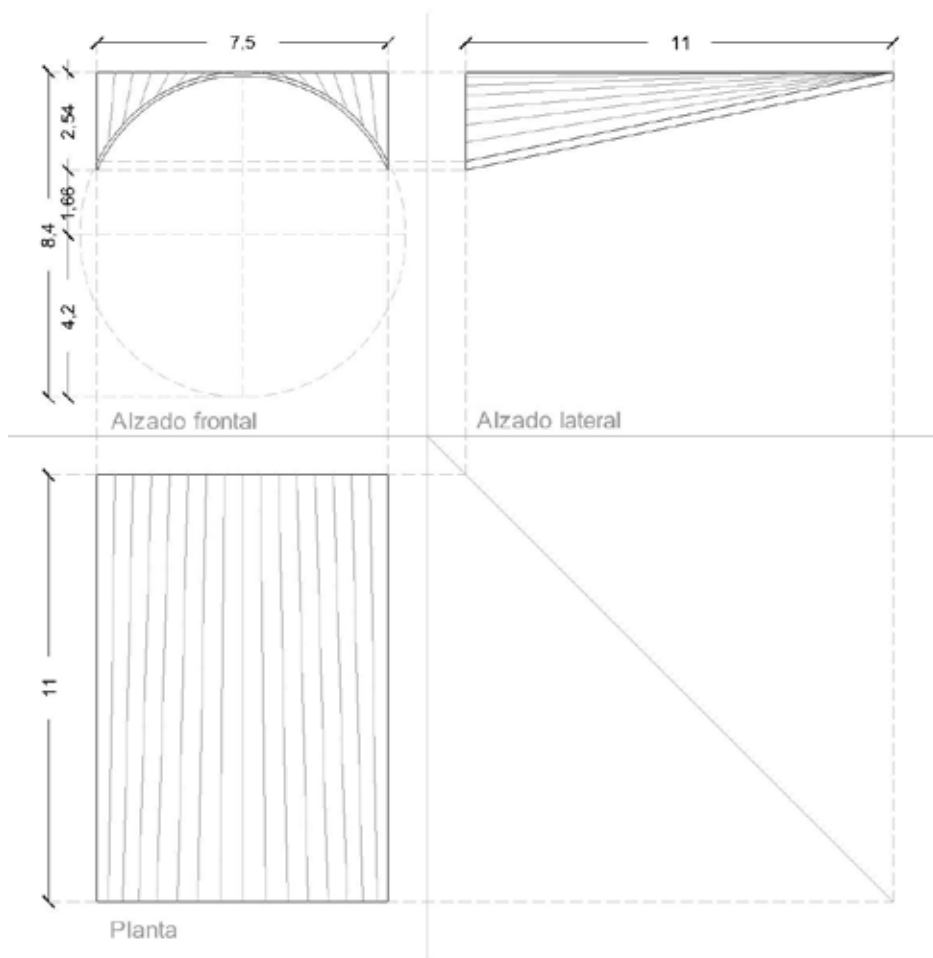 7,5
11
2,54
1,66
8,4
4,2
Alzado frontal
Alzado lateral
11
Planta